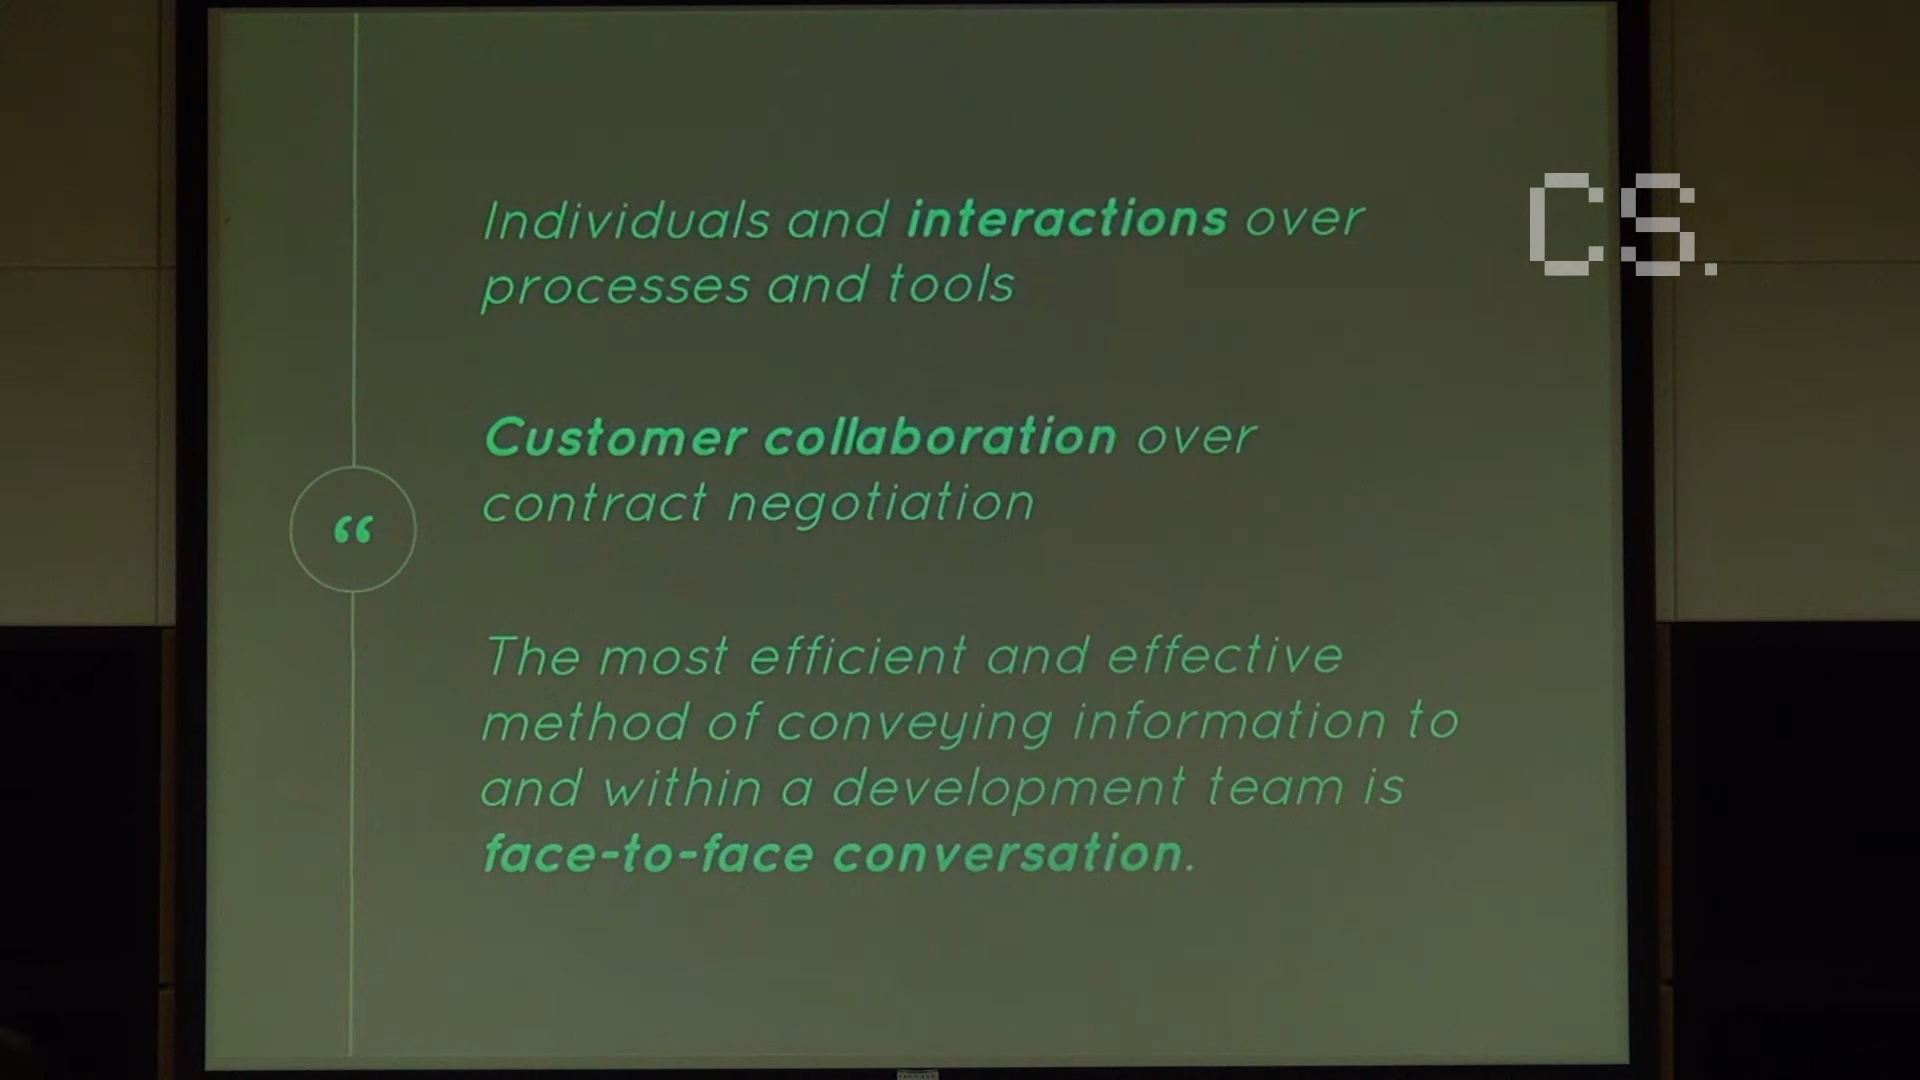 Individuals and interactions over
processes and tools
CS.
Customer collaboration over
contract negotiation
“
The most efficient and effective
method of conveying information to
and within a development team is
face-to-face conversation.